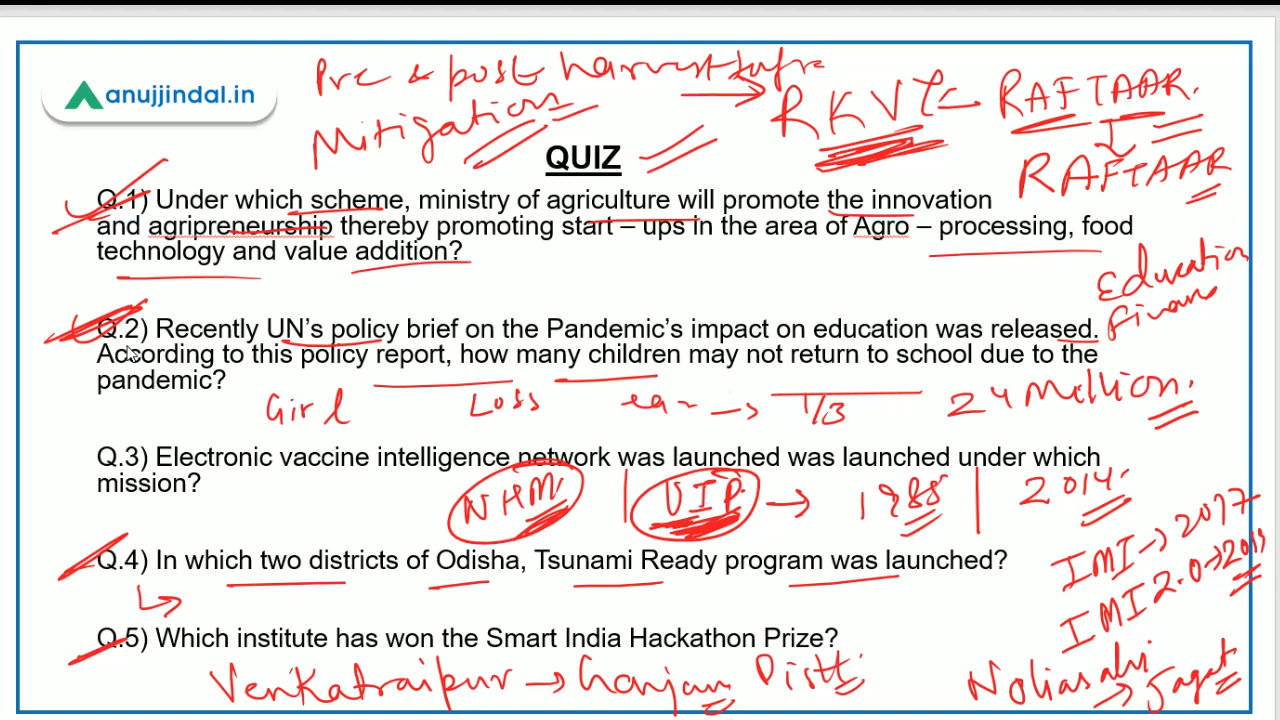 anujjindal.in
Pre & post harvest Infra
Mitigation
RKVY - RAFTAAR.
RAFTAAR
QUIZ
Q.1) Under which scheme, ministry of agriculture will promote the innovation
and agripreneurship thereby promoting start – ups in the area of Agro – processing, food
technology and value addition?
Education
Finance
Q.2) Recently UN's policy brief on the Pandemic's impact on education was released.
According to this policy report, how many children may not return to school due to the
pandemic?
Girl Loss → 1/3 24 Million.
Q.3) Electronic vaccine intelligence network was launched was launched under which
mission?
NHM | UIP → 1985 | 2014.
IMI → 2017
IMI 2.0 → 2019
Q.4) In which two districts of Odisha, Tsunami Ready program was launched?
Q.5) Which institute has won the Smart India Hackathon Prize?
Venkatraipur → Ganjam Distt.
Noliasahi
→ Jagat